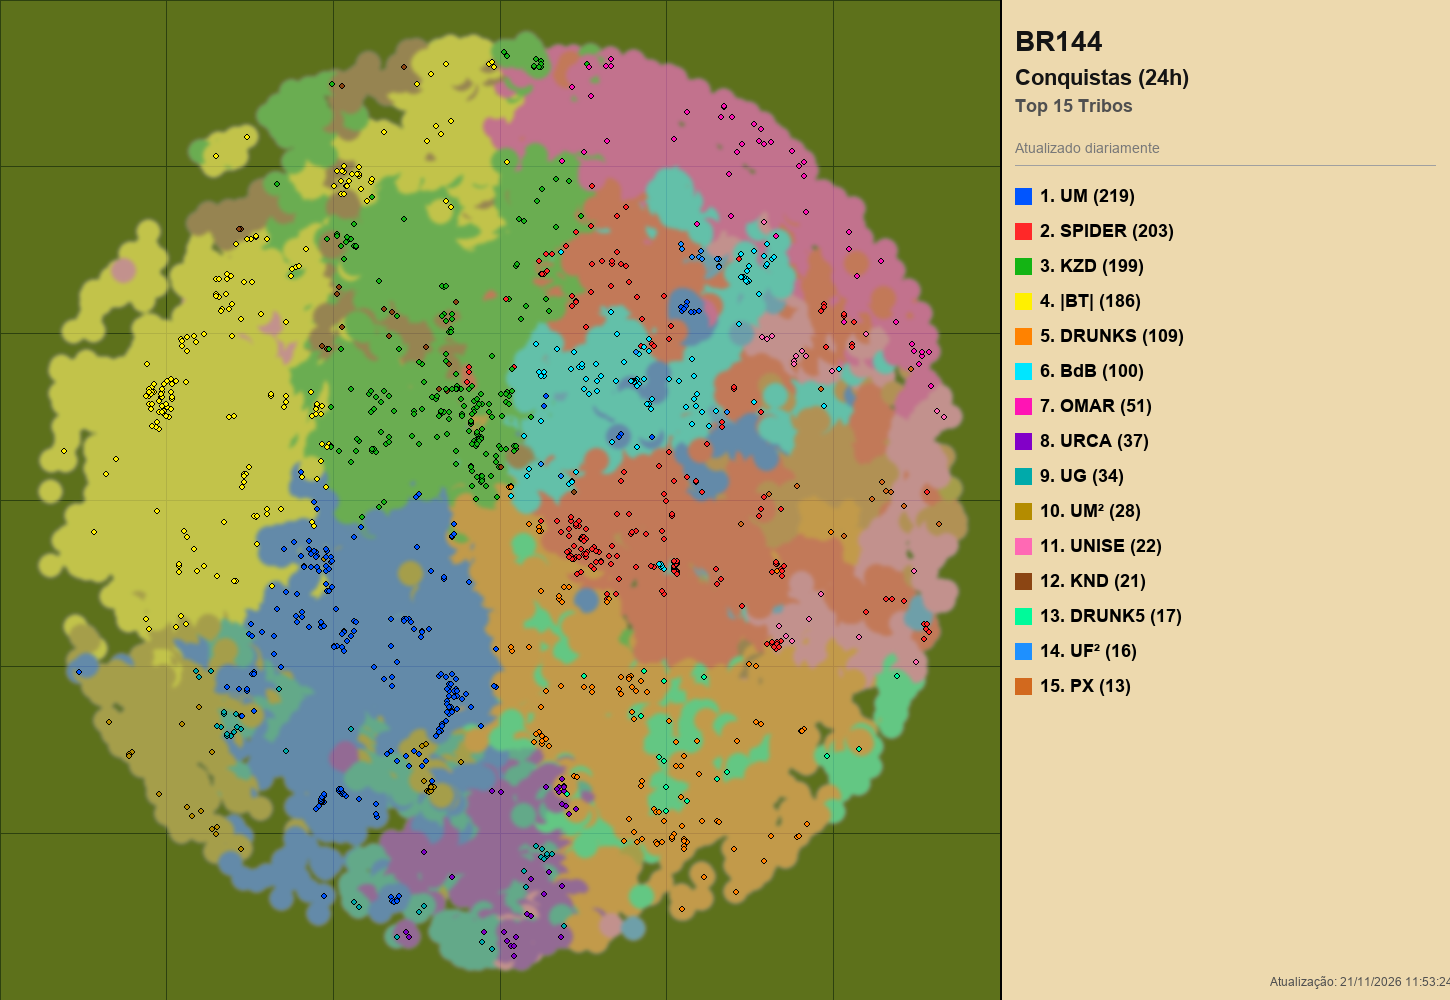 BR144
Conquistas (24h)
Top 15 Tribos
Atualizado diariamente
1. UM (219)
2. SPIDER (203)
3. KZD (199)
4. |BT| (186)
5. DRUNKS (109)
6. BdB (100)
7. OMAR (51)
8. URCA (37)
9. UG (34)
10. UM² (28)
11. UNISE (22)
12. KND (21)
13. DRUNK5 (17)
14. UF² (16)
15. PX (13)
Atualização: 21/11/2026 11:53:24